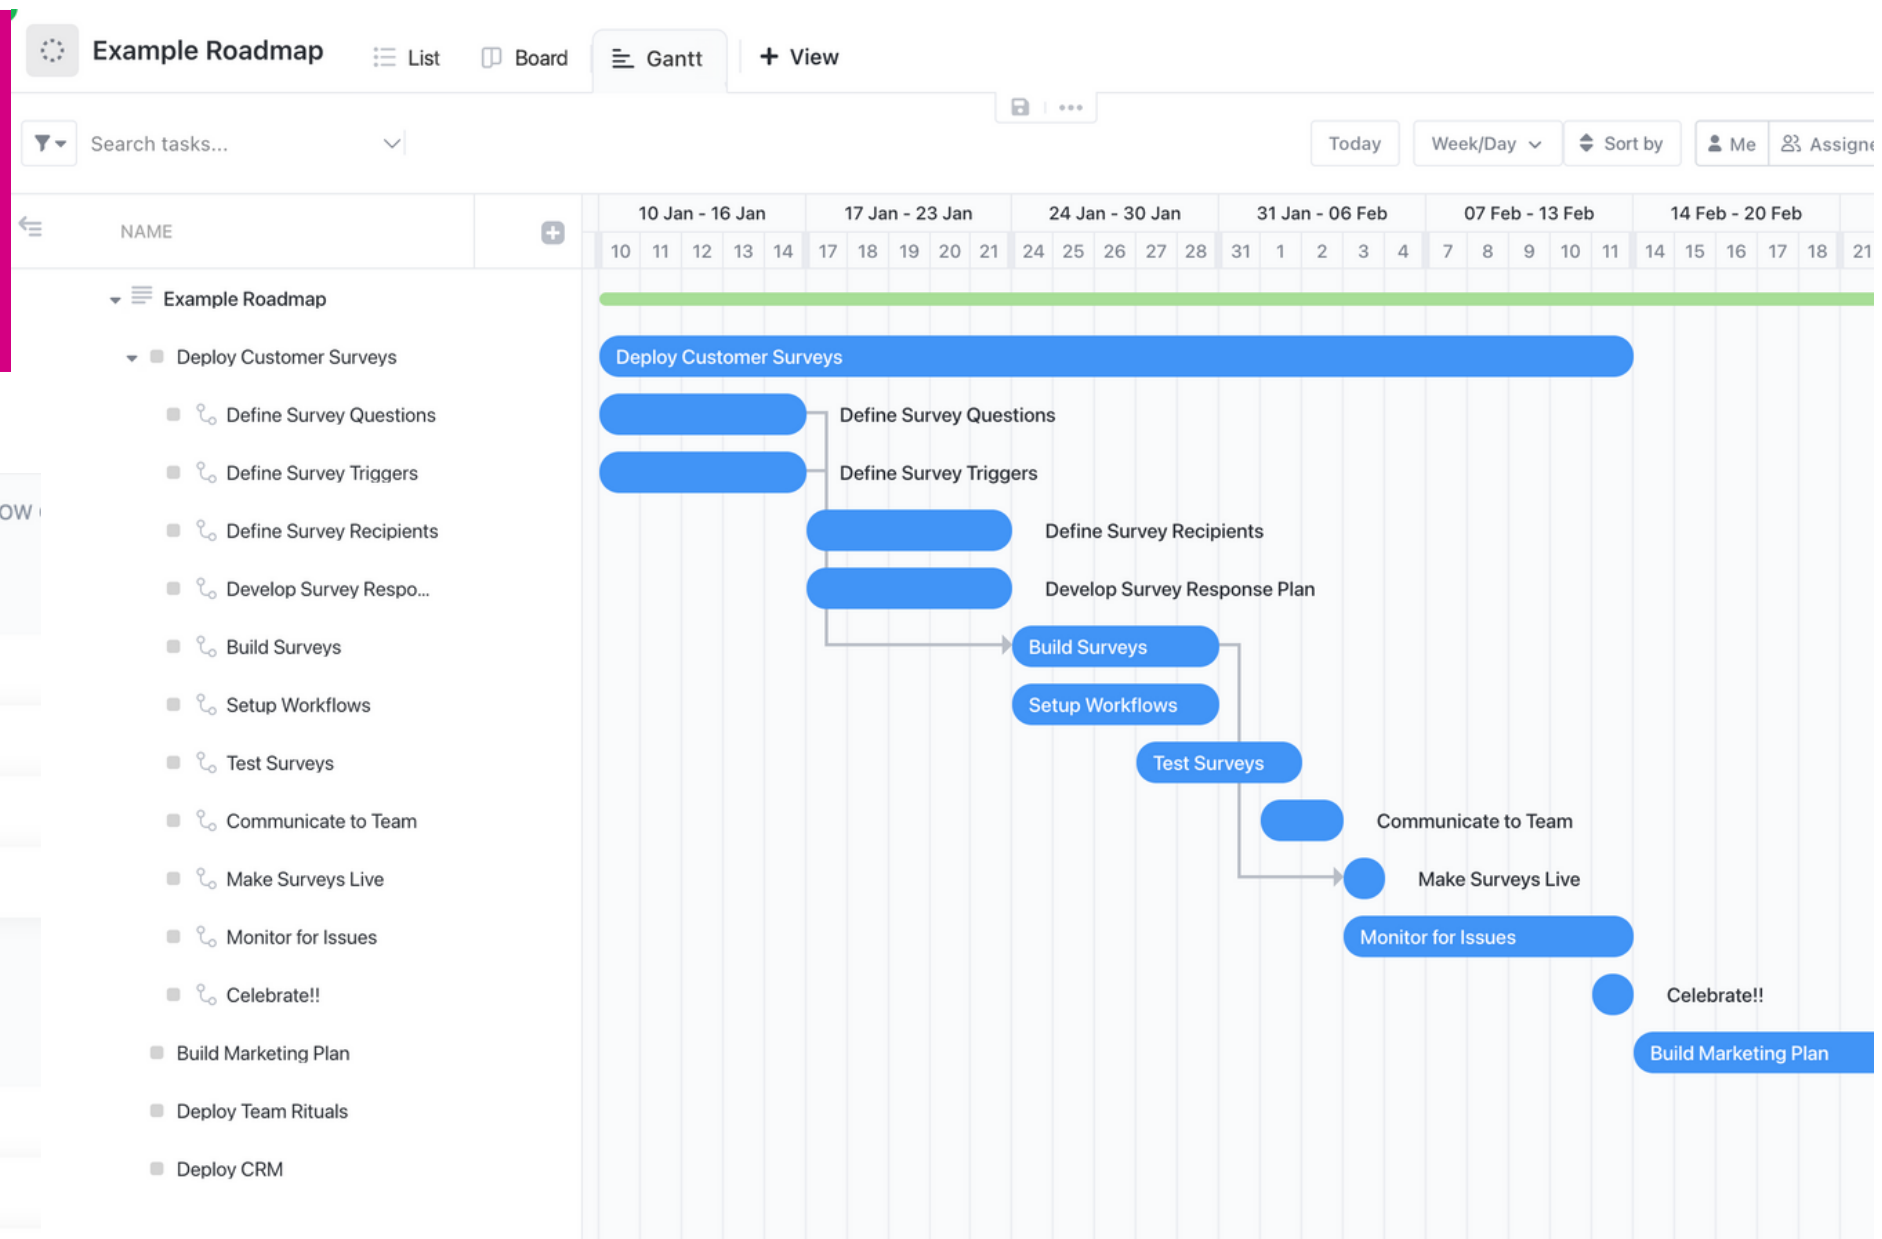 Example Roadmap List Board Gantt + View
Search tasks... Today Week/Day Sort by Me
NAME
10 Jan - 16 Jan 17 Jan - 23 Jan 24 Jan - 30 Jan 31 Jan - 06 Feb 07 Feb - 13 Feb 14 Feb - 20 Feb
10 11 12 13 14 17 18 19 20 21 24 25 26 27 28 31 1 2 3 4 7 8 9 10 11 14 15 16 17 18 21
Example Roadmap
Deploy Customer Surveys Deploy Customer Surveys
Define Survey Questions Define Survey Questions
Define Survey Triggers Define Survey Triggers
Define Survey Recipients Define Survey Recipients
Develop Survey Respo... Develop Survey Response Plan
Build Surveys Build Surveys
Setup Workflows Setup Workflows
Test Surveys Test Surveys
Communicate to Team Communicate to Team
Make Surveys Live Make Surveys Live
Monitor for Issues Monitor for Issues
Celebrate!! Celebrate!!
Build Marketing Plan Build Marketing Plan
Deploy Team Rituals
Deploy CRM